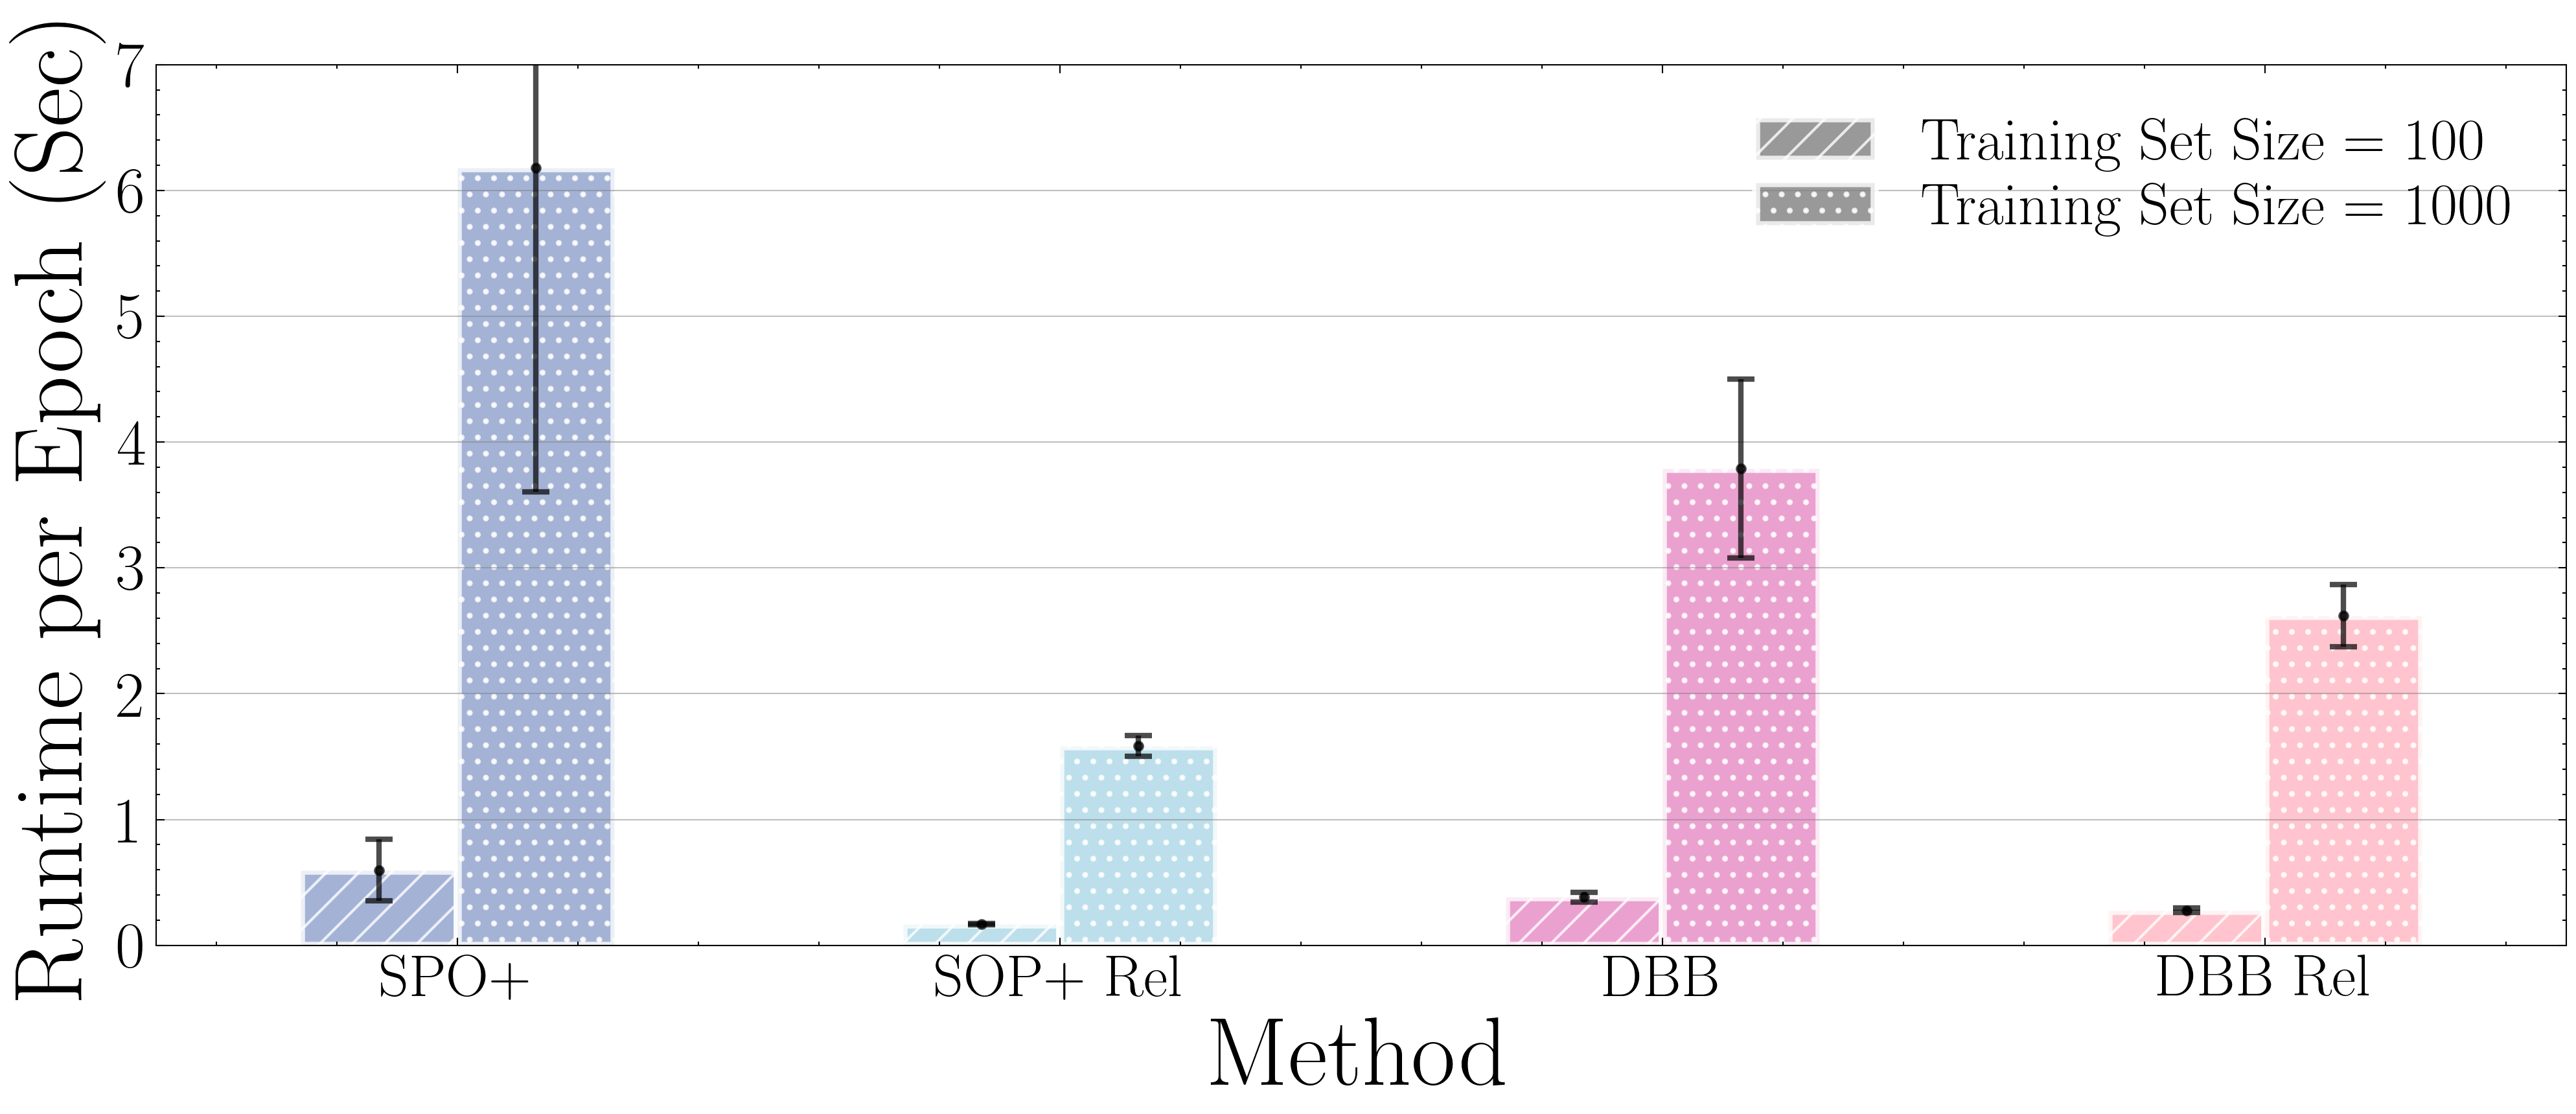 Runtime per Epoch (Sec)
7
6
5
4
3
2
1
0
Training Set Size = 100
Training Set Size = 1000
SPO+
SOP+ Rel
DBB
DBB Rel
Method